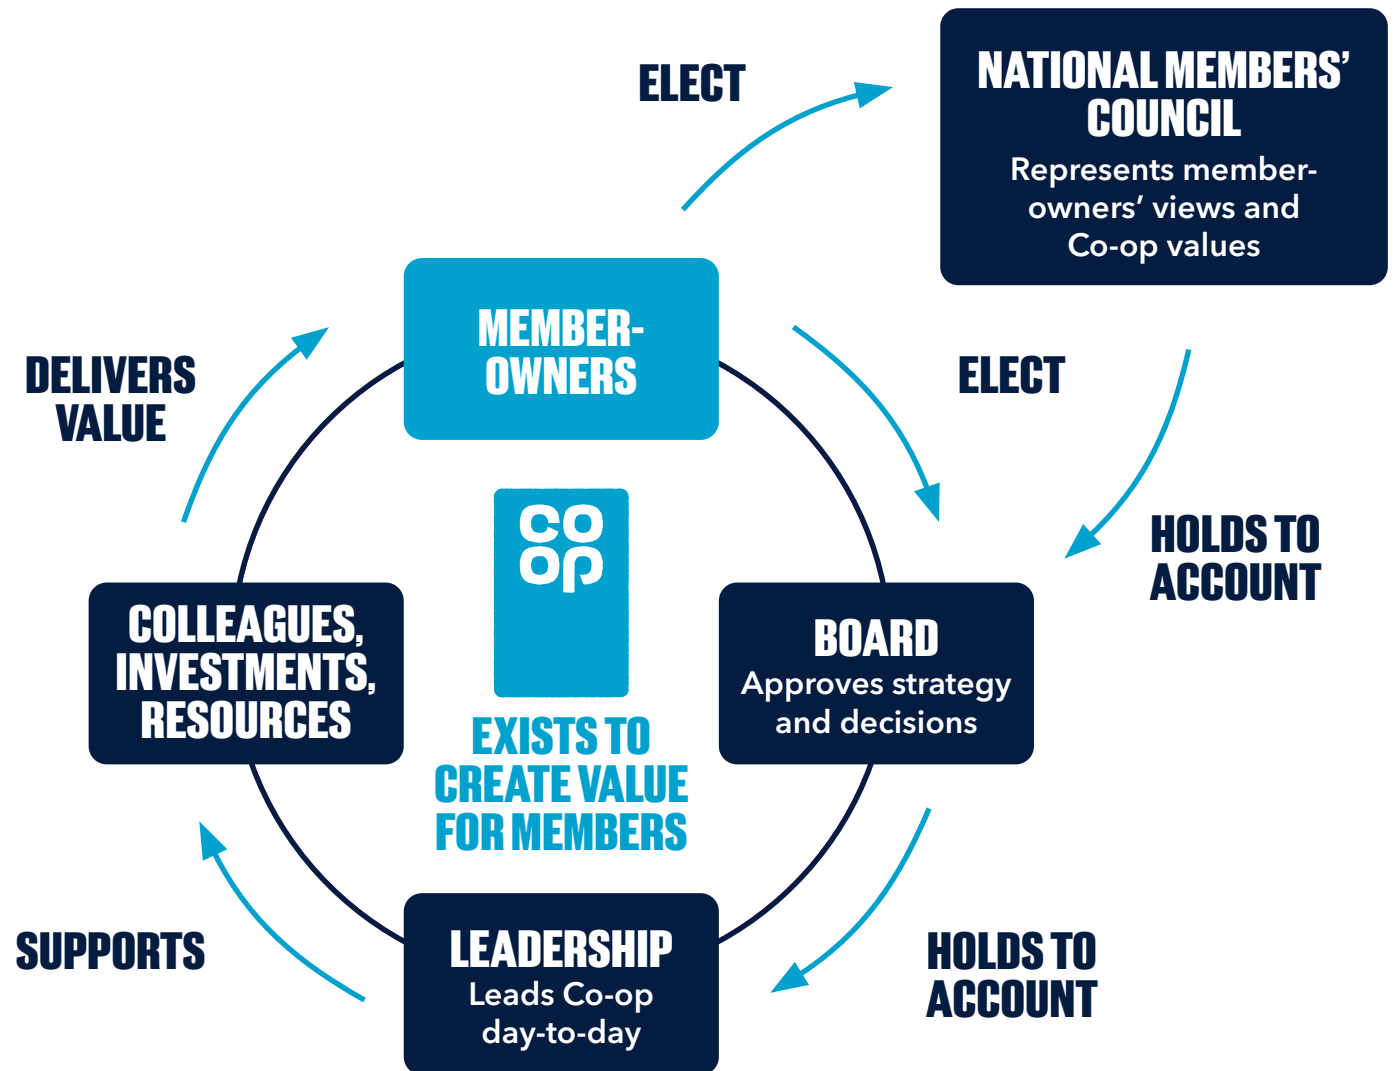 ELECT
NATIONAL MEMBERS’
COUNCIL
Represents member-
owners’ views and
Co-op values
MEMBER-
OWNERS
DELIVERS
VALUE
ELECT
HOLDS TO
ACCOUNT
co
op
COLLEAGUES,
INVESTMENTS,
RESOURCES
BOARD
Approves strategy
and decisions
EXISTS TO
CREATE VALUE
FOR MEMBERS
SUPPORTS
LEADERSHIP
Leads Co-op
day-to-day
HOLDS TO
ACCOUNT